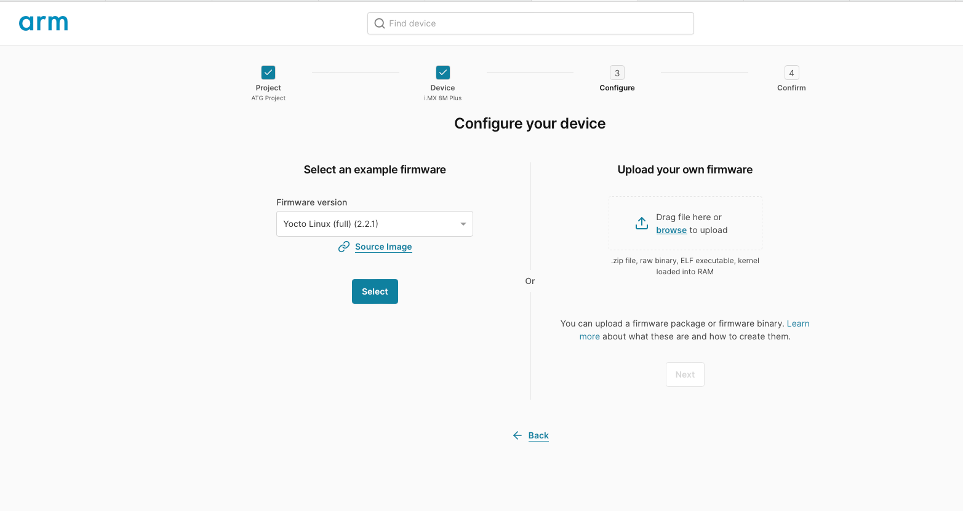 arm
Find device
Project
ATG Project
Device
i.MX 8M Plus
3
Configure
4
Confirm
Configure your device
Select an example firmware
Firmware version
Yocto Linux (full) (2.2.1)
Source Image
Select
Or
Upload your own firmware
Drag file here or
browse to upload
.zip file, raw binary, ELF executable, kernel
loaded into RAM
You can upload a firmware package or firmware binary. Learn
more about what these are and how to create them.
Next
Back